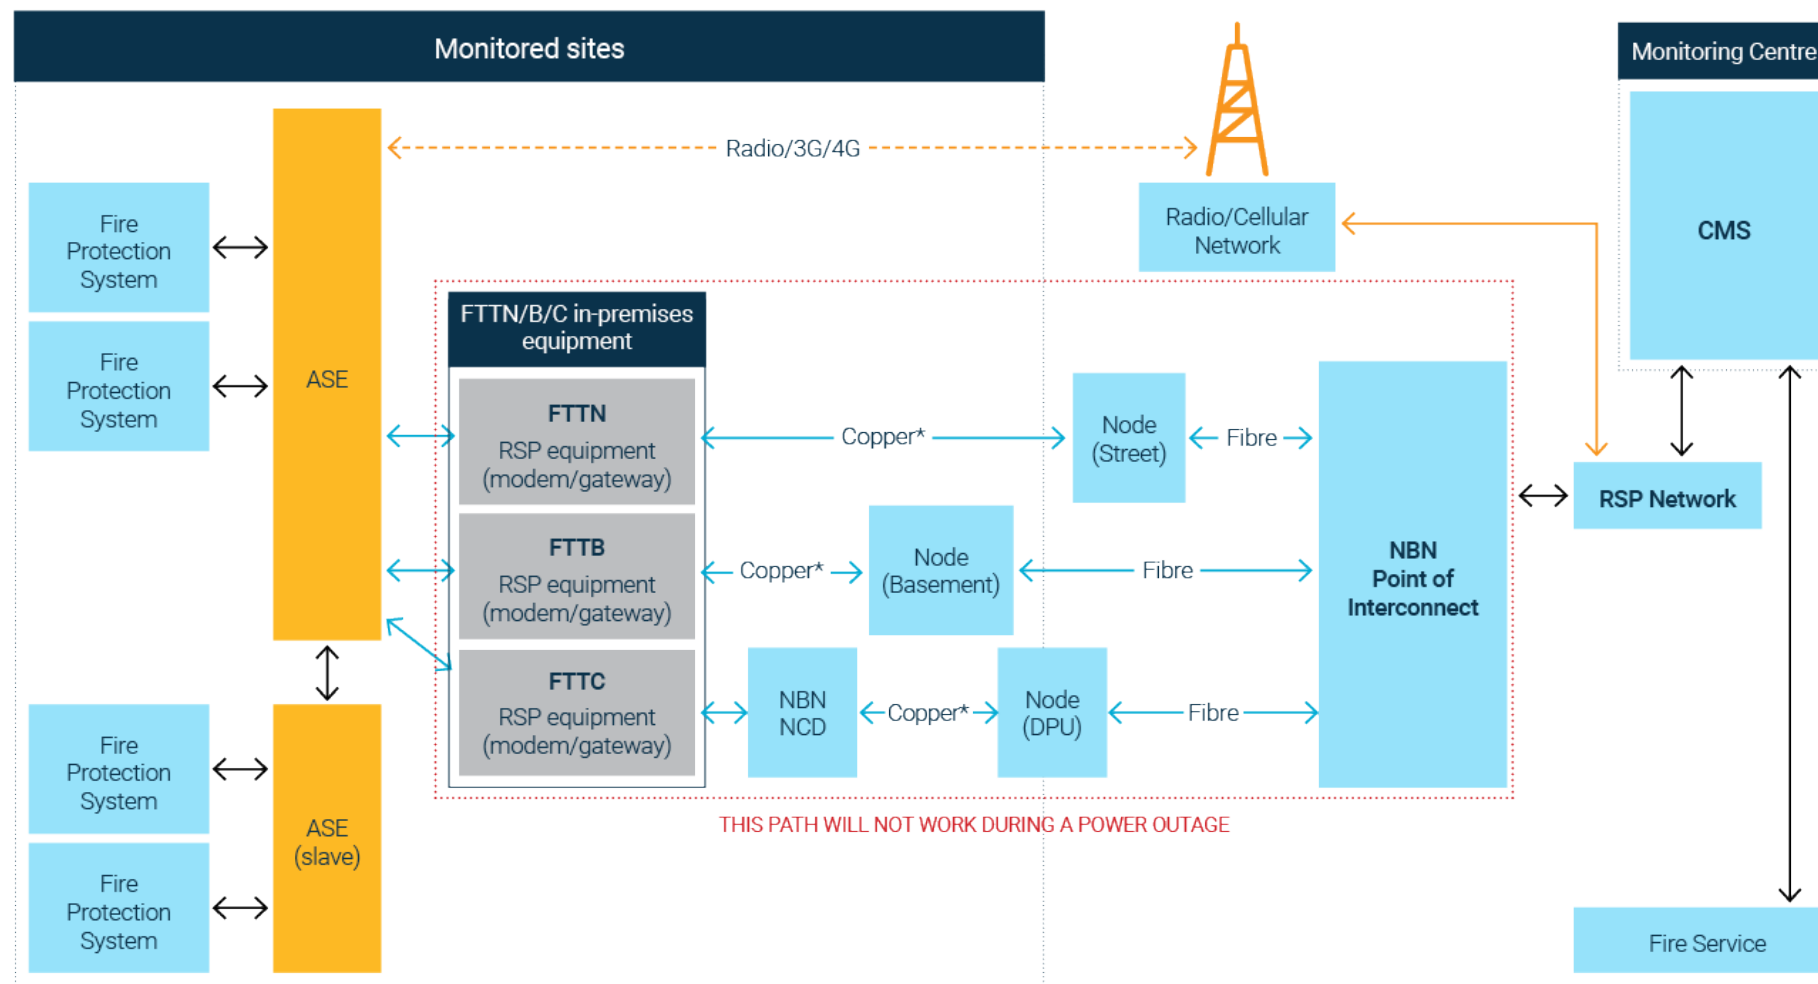 Monitored sites
Monitoring Centre
Radio/3G/4G
Radio/Cellular
Network
CMS
Fire
Protection
System
Fire
Protection
System
ASE
FTTN/B/C in-premises
equipment
FTTN
RSP equipment
(modem/gateway)
Copper*
Node
(Street)
Fibre
FTTB
RSP equipment
(modem/gateway)
Copper*
Node
(Basement)
Fibre
FTTC
RSP equipment
(modem/gateway)
NBN
NCD
Copper*
Node
(DPU)
Fibre
NBN
Point of
Interconnect
RSP Network
THIS PATH WILL NOT WORK DURING A POWER OUTAGE
Fire
Protection
System
Fire
Protection
System
ASE
(slave)
Fire Service